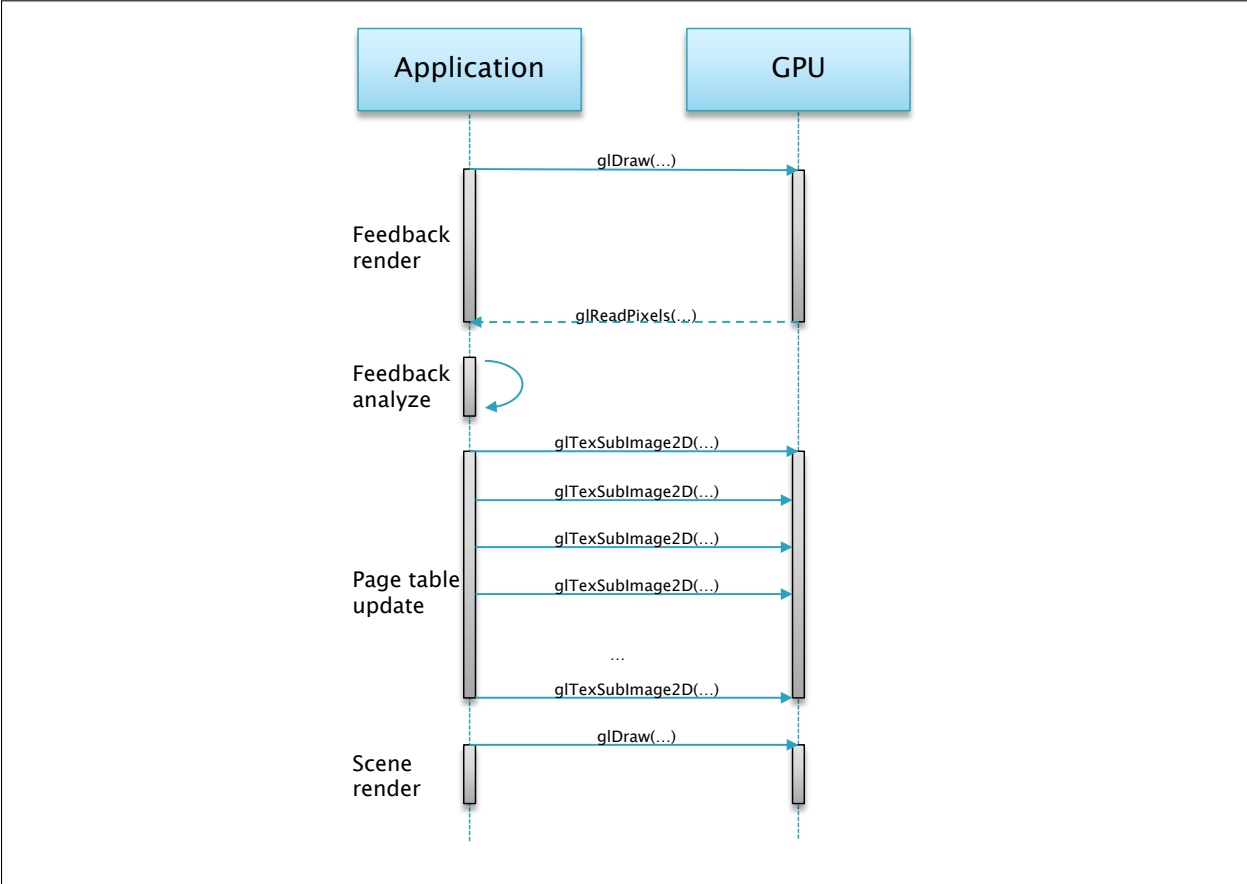 Application
GPU
glDraw(...)
Feedback
render
glReadPixels(...)
Feedback
analyze
glTexSubImage2D(...)
glTexSubImage2D(...)
glTexSubImage2D(...)
glTexSubImage2D(...)
Page table
update
...
glTexSubImage2D(...)
glDraw(...)
Scene
render